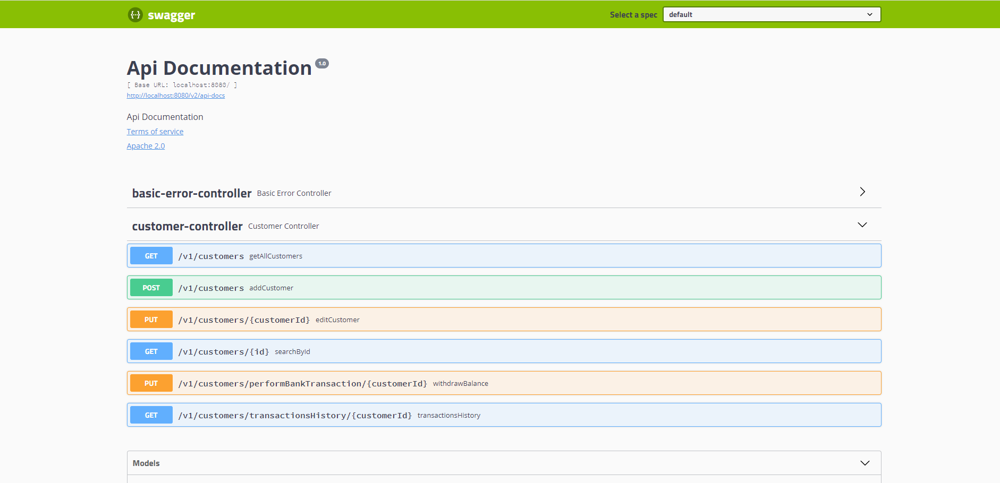 {··} swagger Select a spec default
Api Documentation 1.0
[ Base URL: localhost:8080/ ]
http://localhost:8080/v2/api-docs
Api Documentation
Terms of service
Apache 2.0
basic-error-controller Basic Error Controller
customer-controller Customer Controller
GET /v1/customers getAllCustomers
POST /v1/customers addCustomer
PUT /v1/customers/{customerId} editCustomer
GET /v1/customers/{id} searchById
PUT /v1/customers/performBankTransaction/{customerId} withdrawBalance
GET /v1/customers/transactionsHistory/{customerId} transactionsHistory
Models